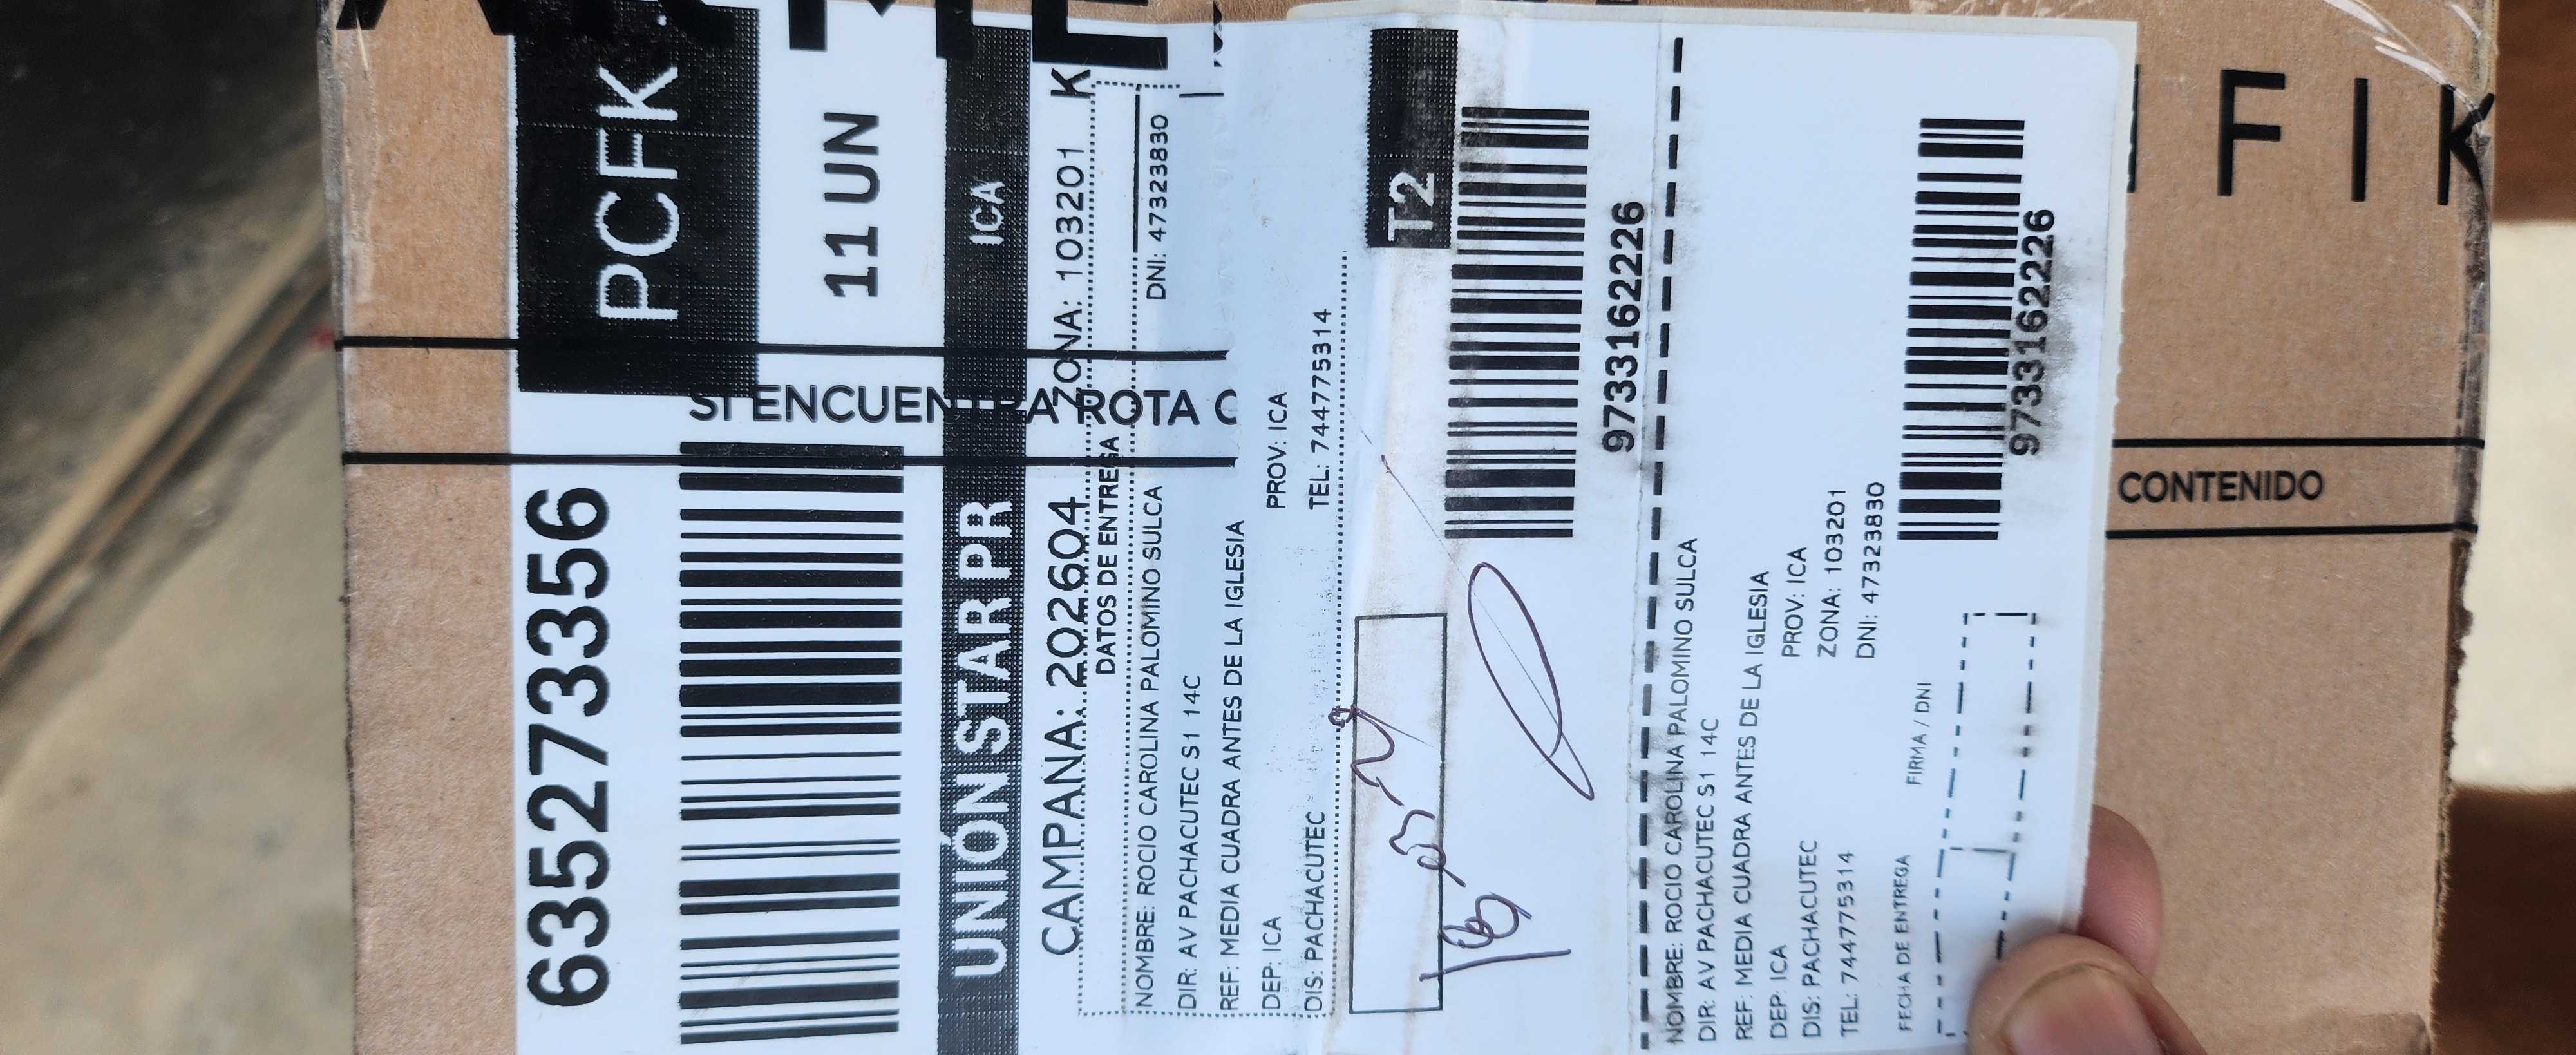 PCFK
6352733356
11 UN
SI ENCUENTRA ROTA O
UNIÓN STAR PR ICA
CAMPANA: 202604 ZONA: 103201 K
DATOS DE ENTREGA
NOMBRE: ROCIO CAROLINA PALOMINO SULCA DNI: 47323830
DIR: AV PACHACUTEC S1 14C
REF: MEDIA CUADRA ANTES DE LA IGLESIA
DEP: ICA PROV: ICA
DIS: PACHACUTEC TEL: 744775314
T2
9733162226
NOMBRE: ROCIO CAROLINA PALOMINO SULCA
DIR: AV PACHACUTEC S1 14C
REF: MEDIA CUADRA ANTES DE LA IGLESIA
DEP: ICA PROV: ICA
DIS: PACHACUTEC ZONA: 103201
TEL: 744775314 DNI: 47323830
FECHA DE ENTREGA FIRMA / DNI
9733162226
CONTENIDO